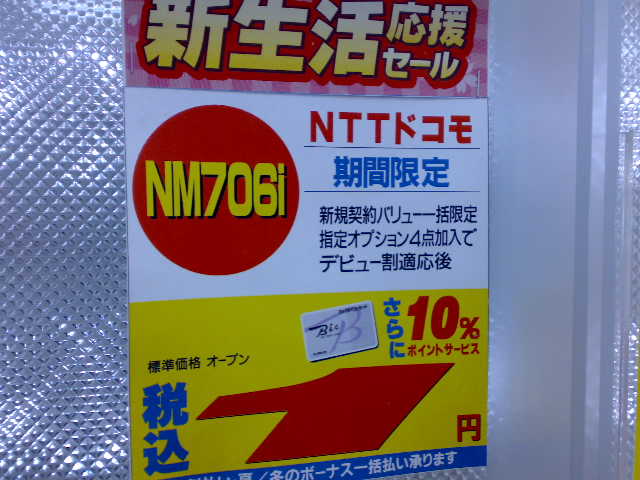 新生活応援セール
NTTドコモ
NM706i
期間限定
新規契約バリュー一括限定
指定オプション4点加入で
デビュー割適応後
Bic
さらに10%
ポイントサービス
標準価格 オープン
税込
1円
夏/冬のボーナス一括払い承ります